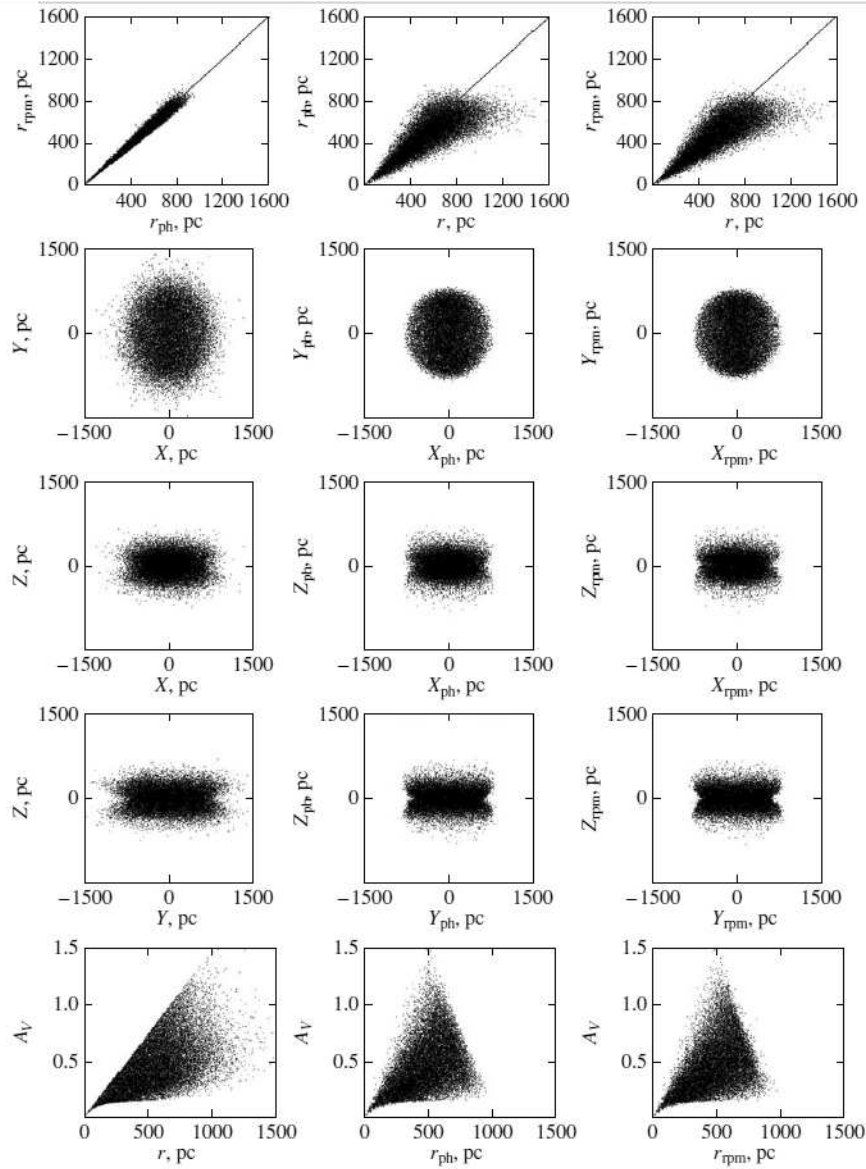 1600 1600 1600
1200 1200 1200
800 800 800
400 400 400
0 0 0
r_rpm, pc r_ph, pc r_rpm, pc
400 800 1200 1600 400 800 1200 1600 400 800 1200 1600
r_ph, pc r, pc r, pc
1500 1500 1500
0 0 0
Y, pc Y_ph, pc Y_rpm, pc
−1500 0 1500 −1500 0 1500 −1500 0 1500
X, pc X_ph, pc X_rpm, pc
1500 1500 1500
0 0 0
Z, pc Z_ph, pc Z_rpm, pc
−1500 0 1500 −1500 0 1500 −1500 0 1500
X, pc X_ph, pc X_rpm, pc
1500 1500 1500
0 0 0
Z, pc Z_ph, pc Z_rpm, pc
−1500 0 1500 −1500 0 1500 −1500 0 1500
Y, pc Y_ph, pc Y_rpm, pc
1.5 1.5 1.5
1.0 1.0 1.0
A_V A_V A_V
0.5 0.5 0.5
0 500 1000 1500 0 500 1000 1500 0 500 1000 1500
r, pc r_ph, pc r_rpm, pc